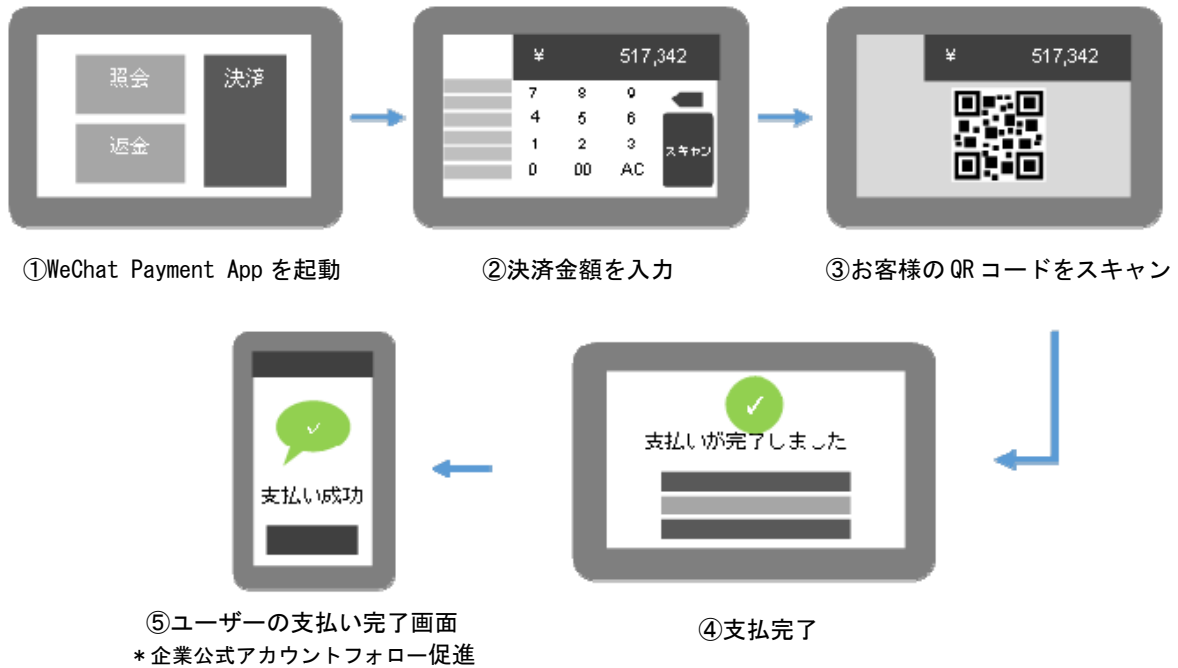 照会
決済
返金
¥ 517,342
7 8 9
4 5 6
1 2 3
スキャン
0 00 AC
¥ 517,342
①WeChat Payment App を起動
②決済金額を入力
③お客様の QR コードをスキャン
支払い成功
支払いが完了しました
⑤ユーザーの支払い完了画面
*企業公式アカウントフォロー促進
④支払完了